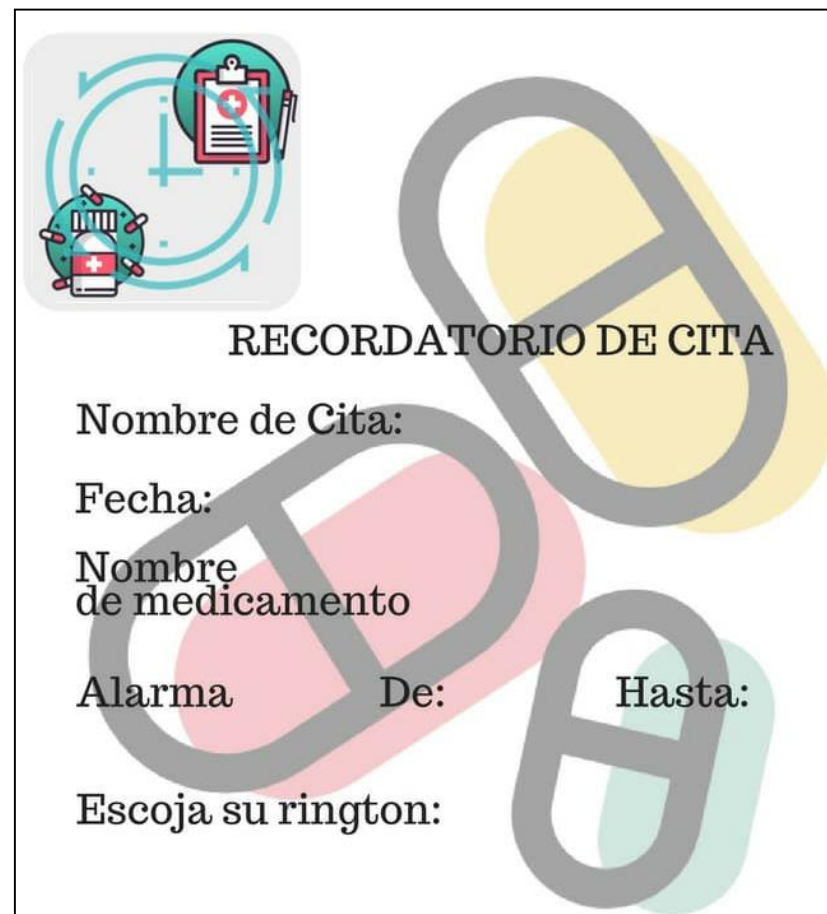 RECORDATORIO DE CITA
Nombre de Cita:
Fecha:
Nombre
de medicamento
Alarma De: Hasta:
Escoja su rington: